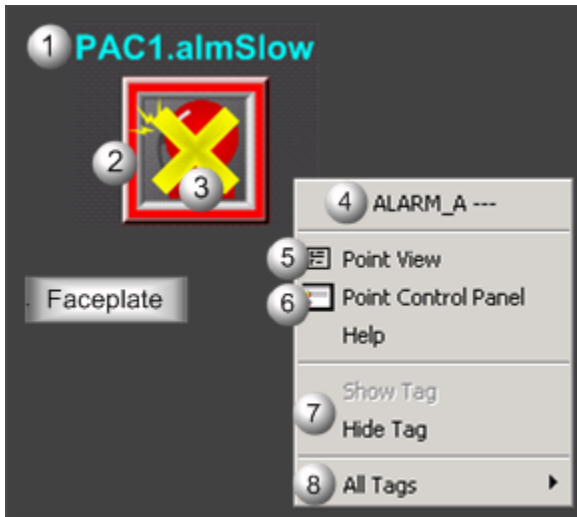 1 PAC1.almSlow
2
3
4 ALARM_A ---
5 Point View
Faceplate
6 Point Control Panel
Help
Show Tag
7
Hide Tag
8 All Tags